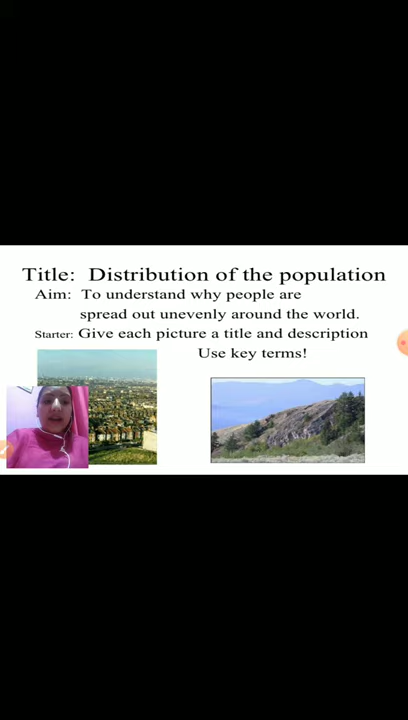 Title: Distribution of the population
Aim: To understand why people are
spread out unevenly around the world.
Starter: Give each picture a title and description
Use key terms!